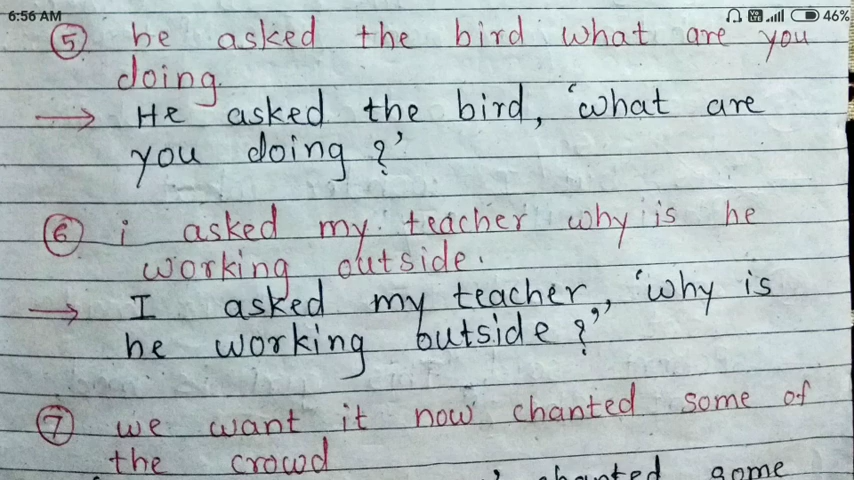 6:56 AM
46%
5 he asked the bird what are you
doing.
→ He asked the bird, 'what are
you doing?'
6 i asked my teacher why is he
working outside.
→ I asked my teacher, 'why is
he working outside?'’
7 we want it now chanted some of
the crowd
' chanted some